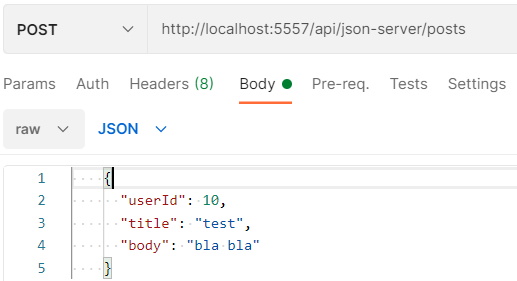 POST http://localhost:5557/api/json-server/posts
Params Auth Headers (8) Body Pre-req. Tests Settings
raw JSON
1 {
2 "userId": 10,
3 "title": "test",
4 "body": "bla bla"
5 }